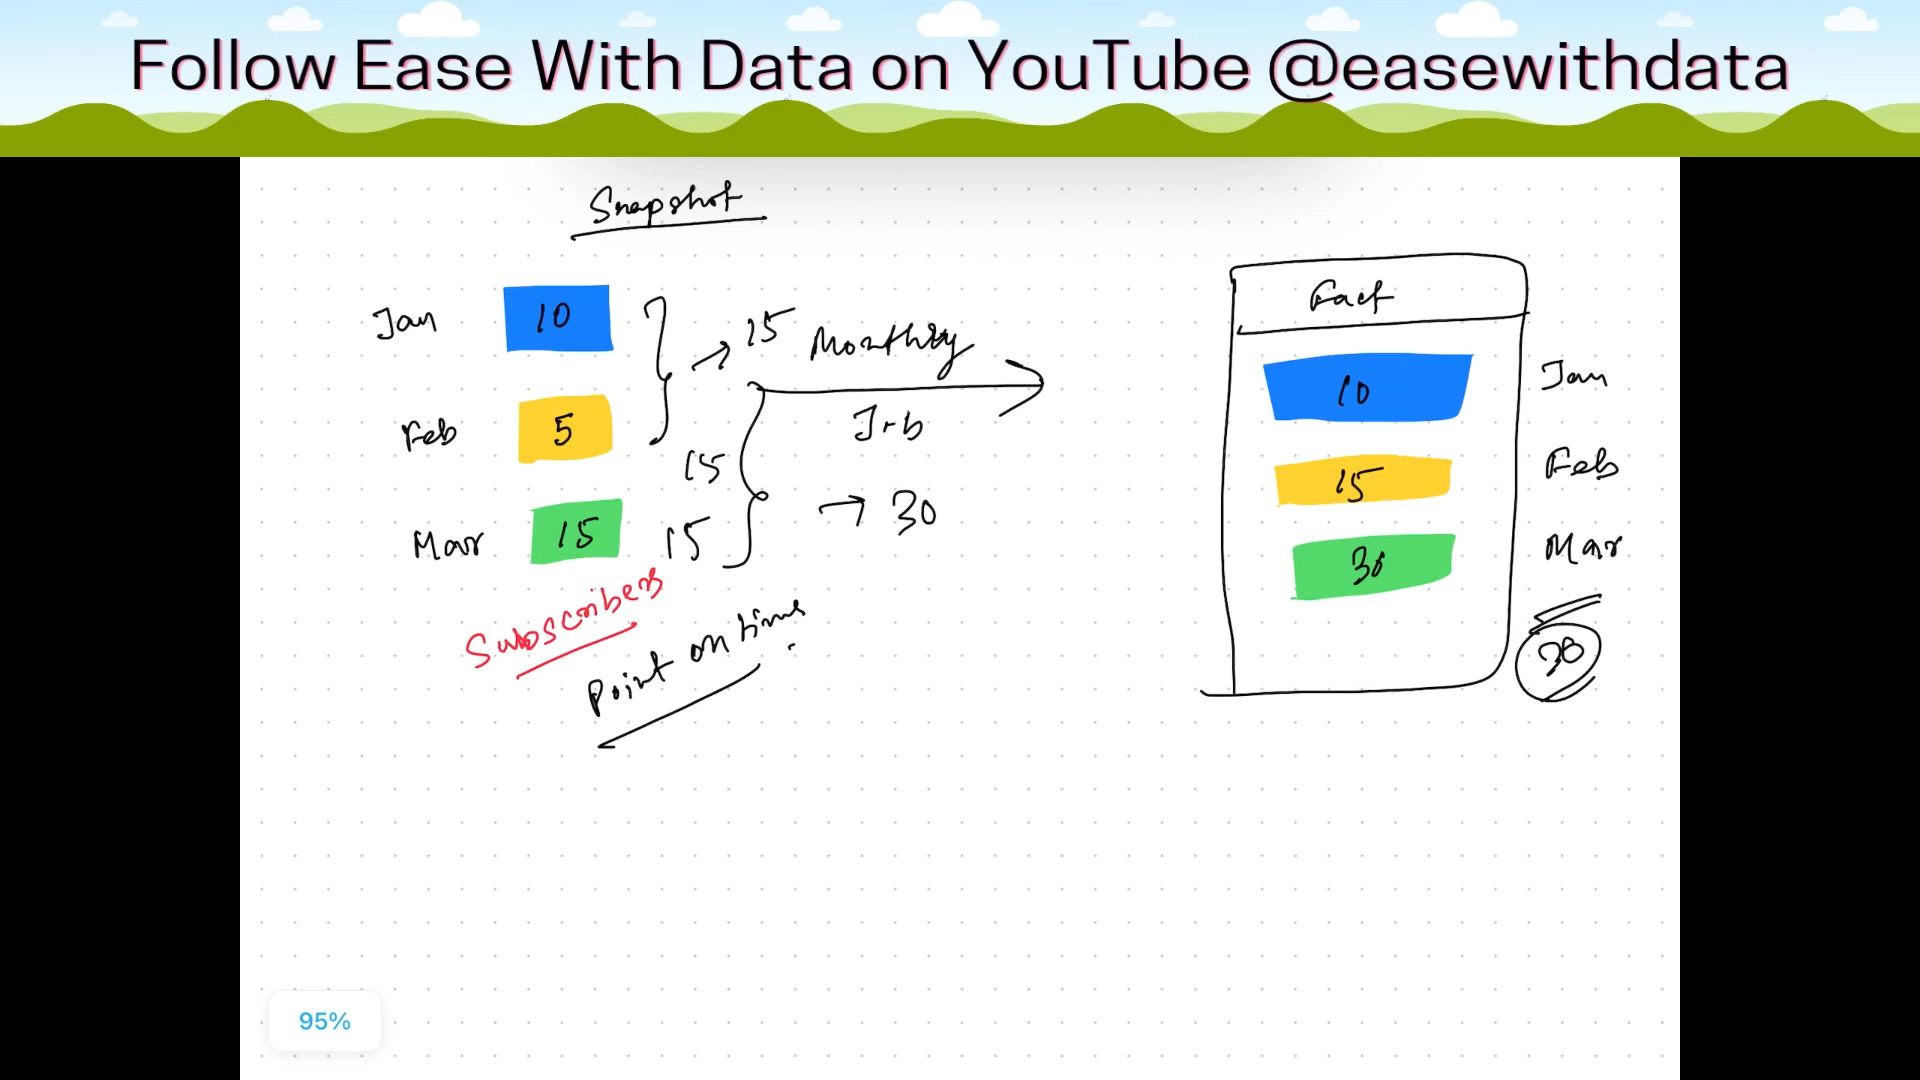 Follow Ease With Data on YouTube @easewithdata
Snapshot
Jan 10
Feb 5
Mar 15
15
15
→ 15
Monthly
Job
→ 30
Subscribers
Point on time
Fact
10 Jan
15 Feb
30 Mar
30
95%